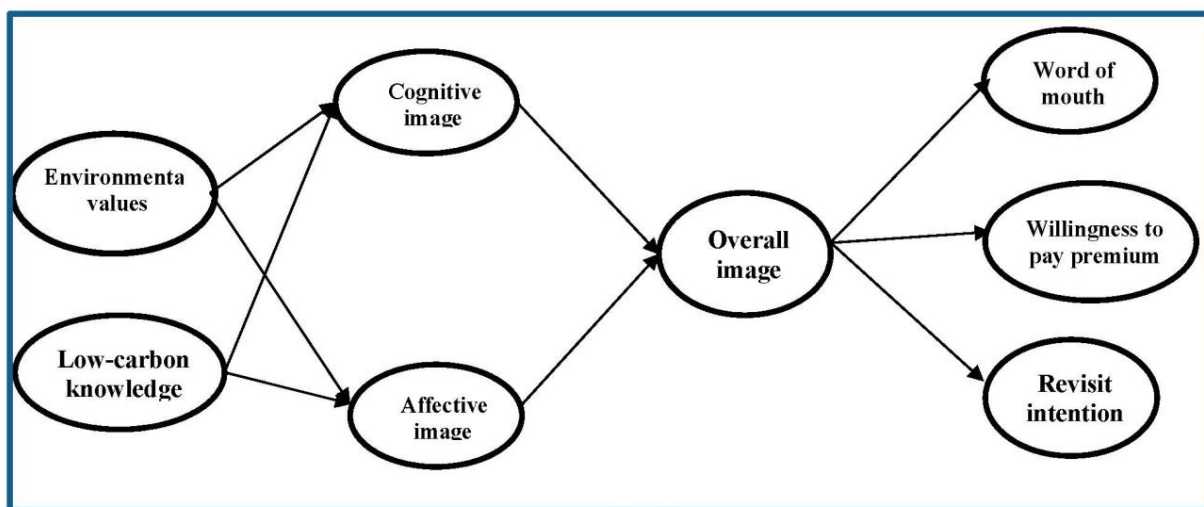 Environmenta
values
Low-carbon
knowledge
Cognitive
image
Affective
image
Overall
image
Word of
mouth
Willingness to
pay premium
Revisit
intention